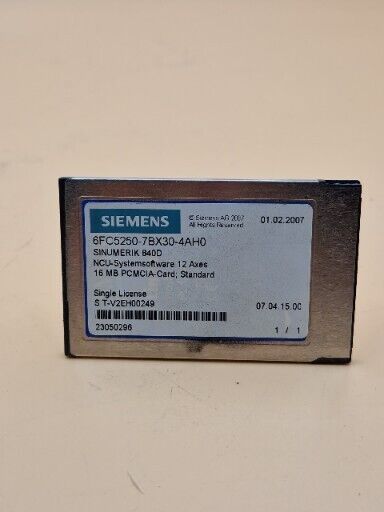 SIEMENS
© Siemens AG 2007
All Rights Reserved
01.02.2007
6FC5250-7BX30-4AH0
SINUMERIK 840D
NCU-Systemsoftware 12 Axes
16 MB PCMCIA-Card; Standard
Single License
S T-V2EH00249
07.04.15.00
23050296
1 / 1